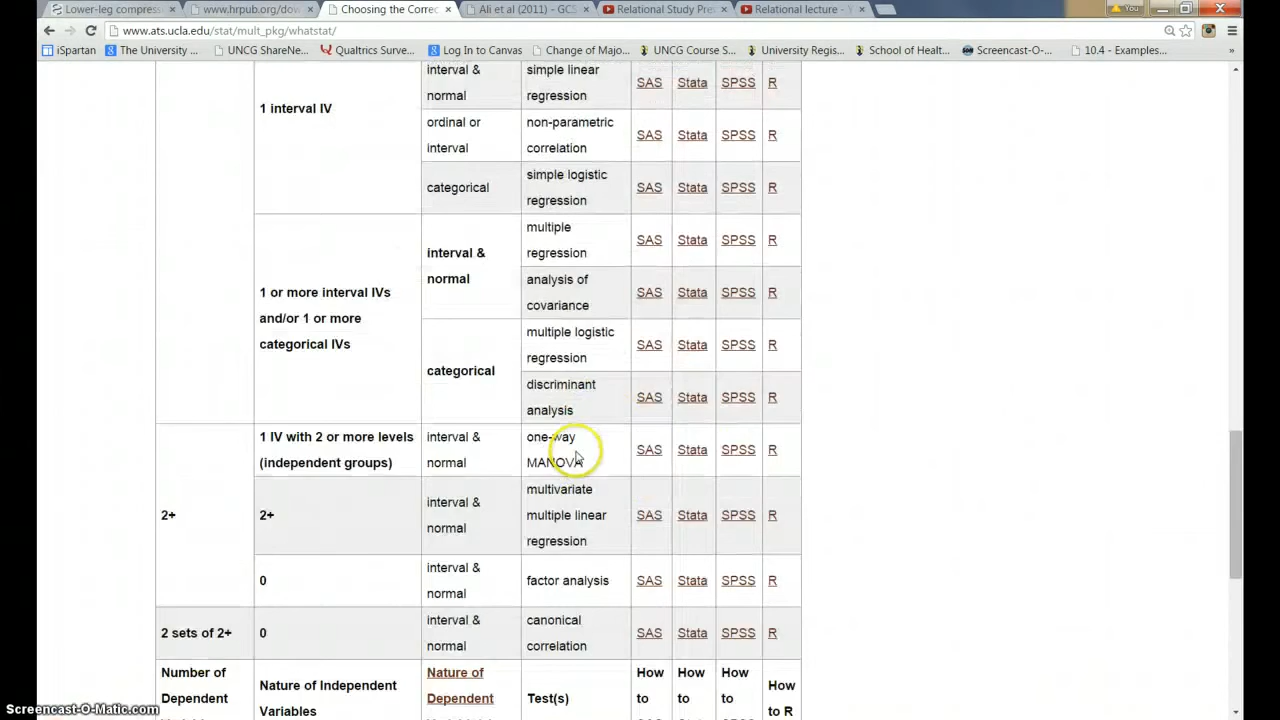 Lower-leg compress
www.hrpub.org/dow
Choosing the Correc
Ali et al (2011) - GCS
Relational Study Pres
Relational lecture - Y
You
www.ats.ucla.edu/stat/mult_pkg/whatstat/
iSpartan
The University ...
UNCG ShareNe...
Qualtrics Surve...
Log In to Canvas
Change of Majo...
UNCG Course S...
University Regis...
School of Healt...
Screencast-O-Ma...
10.4 - Examples...
»
1 interval IV
interval &
normal
simple linear
regression
SAS Stata SPSS R
ordinal or
interval
non-parametric
correlation
SAS Stata SPSS R
categorical
simple logistic
regression
SAS Stata SPSS R
1 or more interval IVs
and/or 1 or more
categorical IVs
interval &
normal
multiple
regression
SAS Stata SPSS R
analysis of
covariance
SAS Stata SPSS R
categorical
multiple logistic
regression
SAS Stata SPSS R
discriminant
analysis
SAS Stata SPSS R
2+
1 IV with 2 or more levels
(independent groups)
interval &
normal
one-way
MANOVA
SAS Stata SPSS R
2+
interval &
normal
multivariate
multiple linear
regression
SAS Stata SPSS R
0
interval &
normal
factor analysis
SAS Stata SPSS R
2 sets of 2+
0
interval &
normal
canonical
correlation
SAS Stata SPSS R
Number of
Dependent
Nature of Independent
Variables
Nature of
Dependent
Test(s)
How
to
How
to
How
to
How
to R
Screencast-O-Matic.com